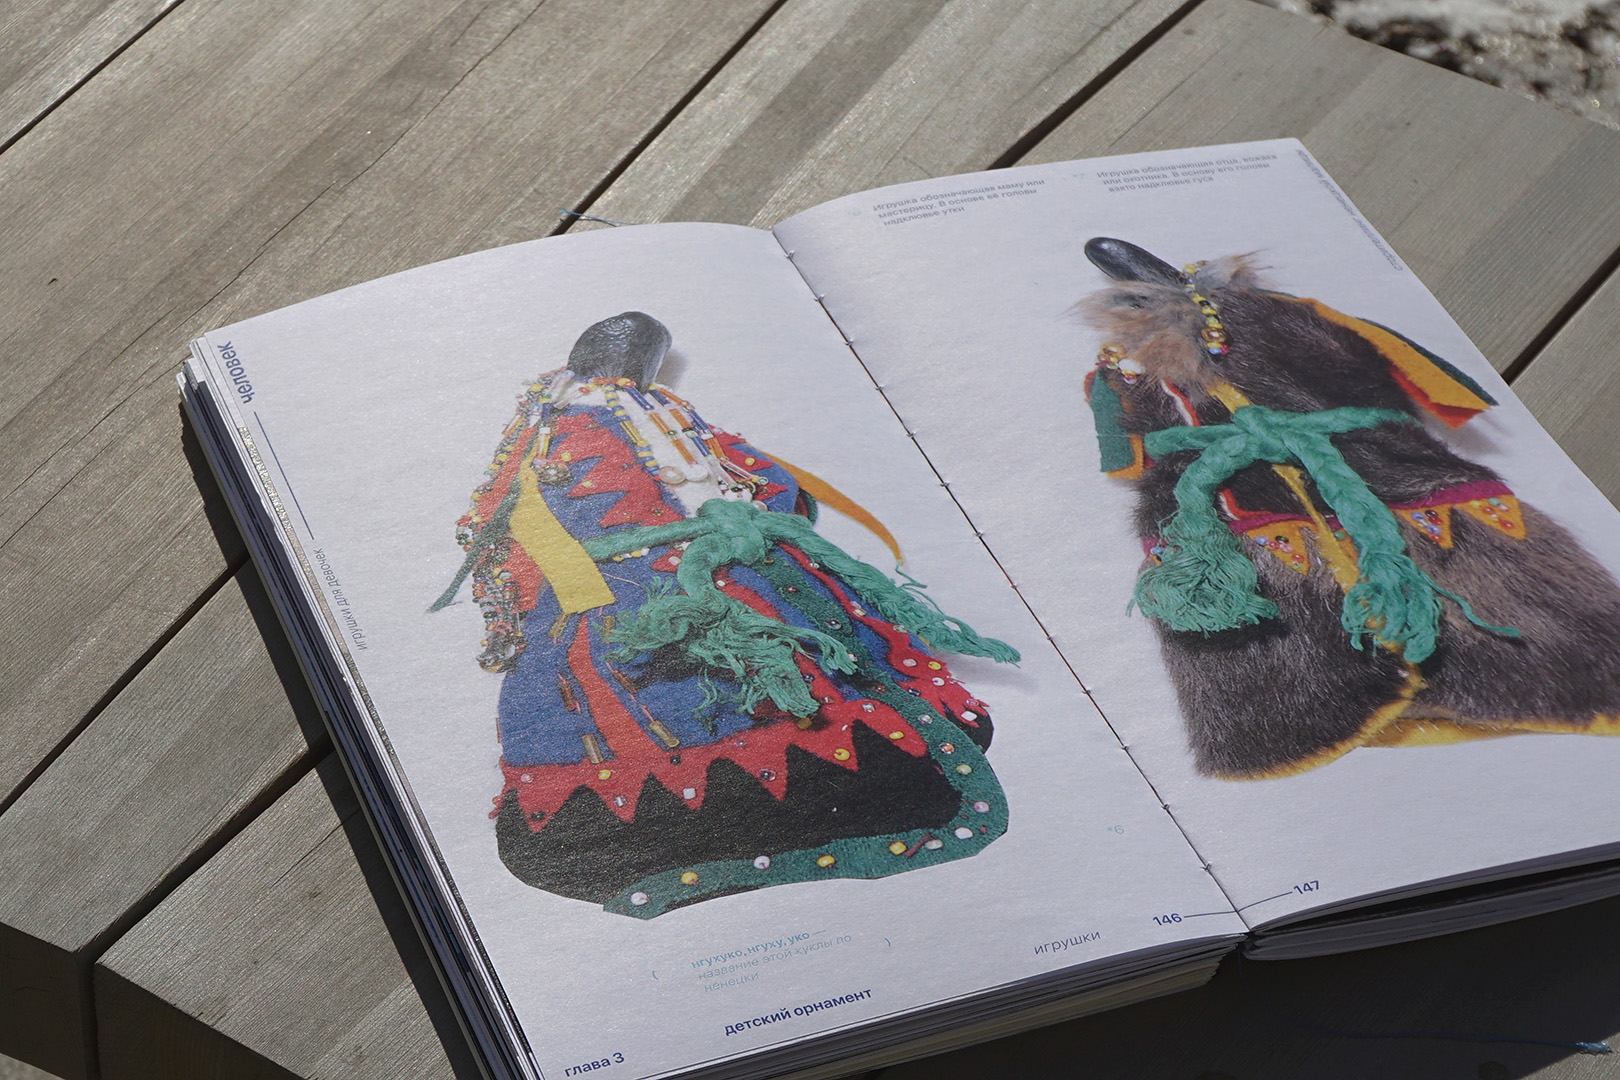 человек
игрушки для девочек
Игрушка обозначающая маму или
мастерицу. В основе её головы
надклювье утки
Игрушка обозначающая отца, вожака
или охотника. В основу его головы
взято надклювье гуся
*6
( нгухуко, нгуху, уко — )
название этой куклы по
ненецки
игрушки
146
147
детский орнамент
глава 3